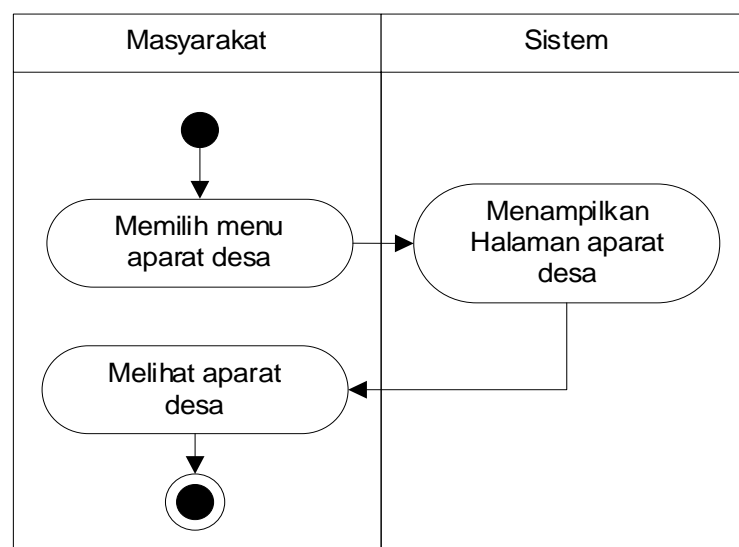 Masyarakat
Sistem
Memilih menu
aparat desa
Menampilkan
Halaman aparat
desa
Melihat aparat
desa